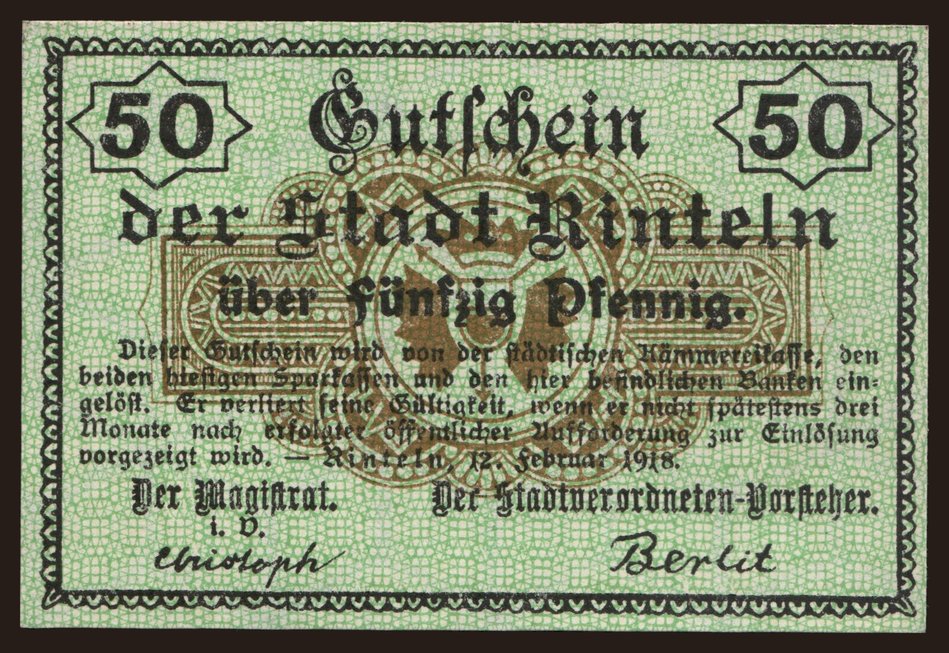 50 Gutschein 50
der Stadt Rinteln
über fünfzig Pfennig.
Dieser Gutschein wird von der städtischen Kämmereikasse, den
beiden hiesigen Sparkassen und den hier befindlichen Banken ein-
gelöst. Er verliert seine Gültigkeit, wenn er nicht spätestens drei
Monate nach erfolgter öffentlicher Aufforderung zur Einlösung
vorgezeigt wird. — Rinteln, 12. Februar 1918.
Der Magistrat. Der Stadtverordneten-Vorsteher.
i. V.
Christoph Berlit